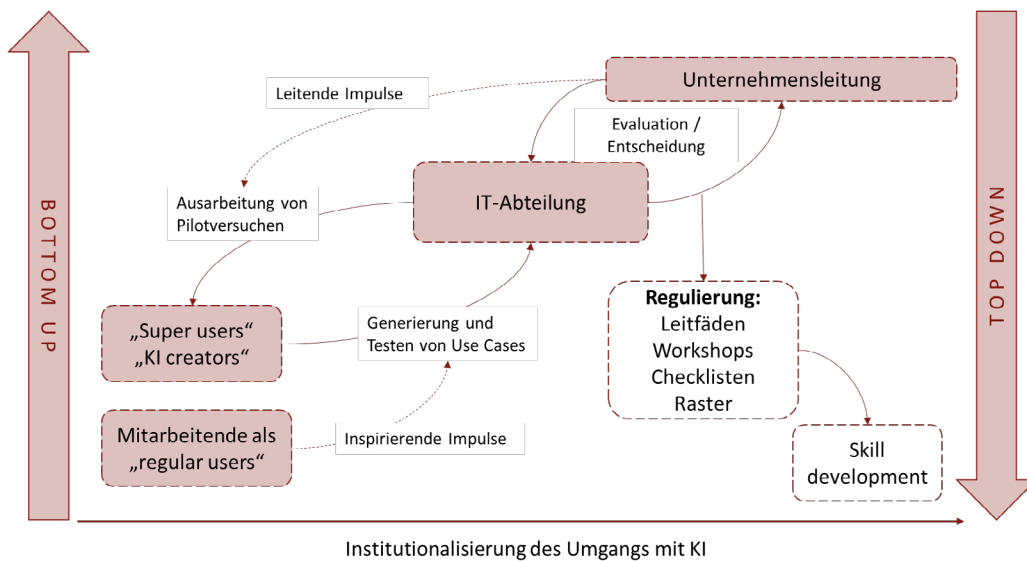 BOTTOM UP
TOP DOWN
Unternehmensleitung
Leitende Impulse
Evaluation /
Entscheidung
IT-Abteilung
Ausarbeitung von
Pilotversuchen
„Super users“
„KI creators“
Generierung und
Testen von Use Cases
Regulierung:
Leitfäden
Workshops
Checklisten
Raster
Mitarbeitende als
„regular users“
Inspirierende Impulse
Skill
development
Institutionalisierung des Umgangs mit KI